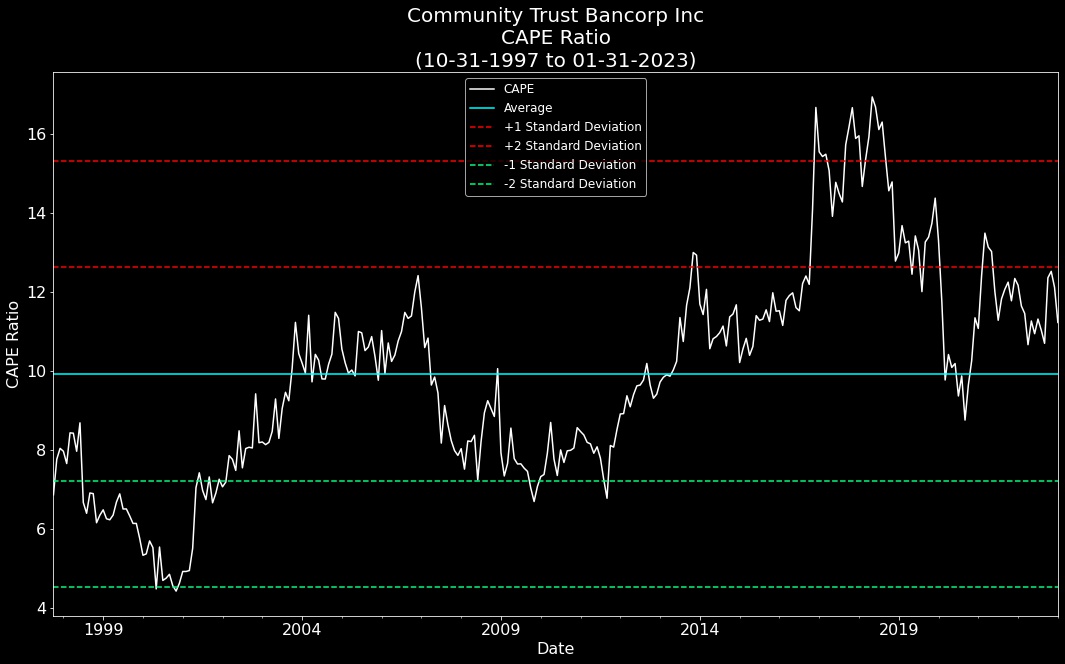 Community Trust Bancorp Inc
CAPE Ratio
(10-31-1997 to 01-31-2023)
CAPE
Average
+1 Standard Deviation
+2 Standard Deviation
-1 Standard Deviation
-2 Standard Deviation
CAPE Ratio
16
14
12
10
8
6
4
1999
2004
2009
2014
2019
Date